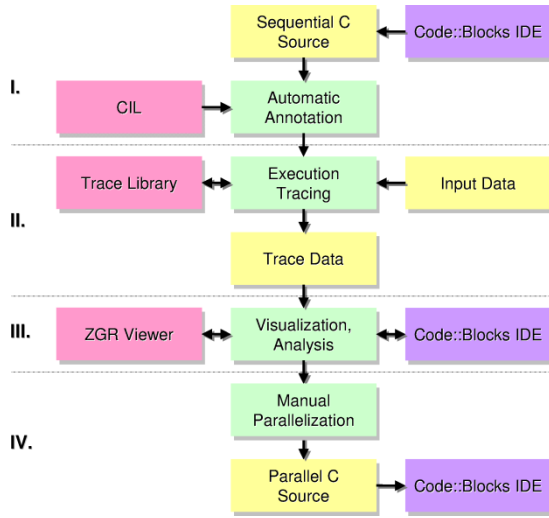 Sequential C
Source
Code::Blocks IDE
I.
CIL
Automatic
Annotation
Trace Library
Execution
Tracing
Input Data
II.
Trace Data
III.
ZGR Viewer
Visualization,
Analysis
Code::Blocks IDE
Manual
Parallelization
IV.
Parallel C
Source
Code::Blocks IDE